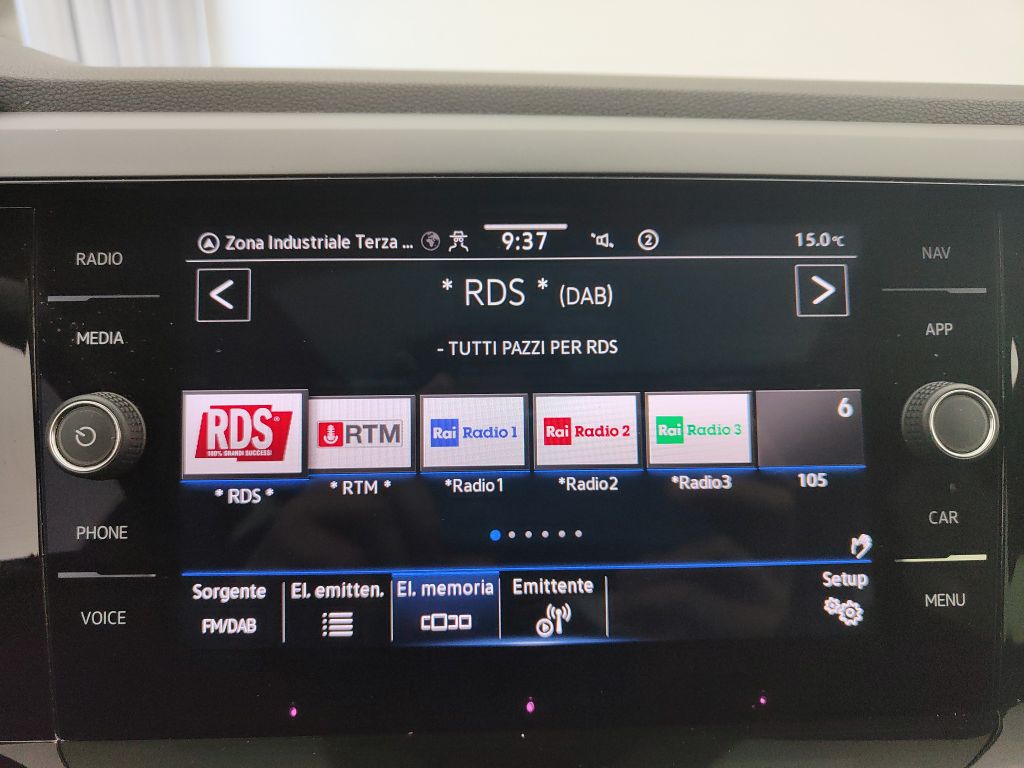 RADIO
MEDIA
PHONE
VOICE
Zona Industriale Terza ...
9:37
2
15.0°C
<
* RDS * (DAB)
>
- TUTTI PAZZI PER RDS
RDS®
100% GRANDI SUCCESSI
RTM
Rai Radio 1
Rai Radio 2
Rai Radio 3
6
* RDS *
* RTM *
*Radio1
*Radio2
*Radio3
105
Sorgente
FM/DAB
El. emitten.
El. memoria
Emittente
Setup
NAV
APP
CAR
MENU